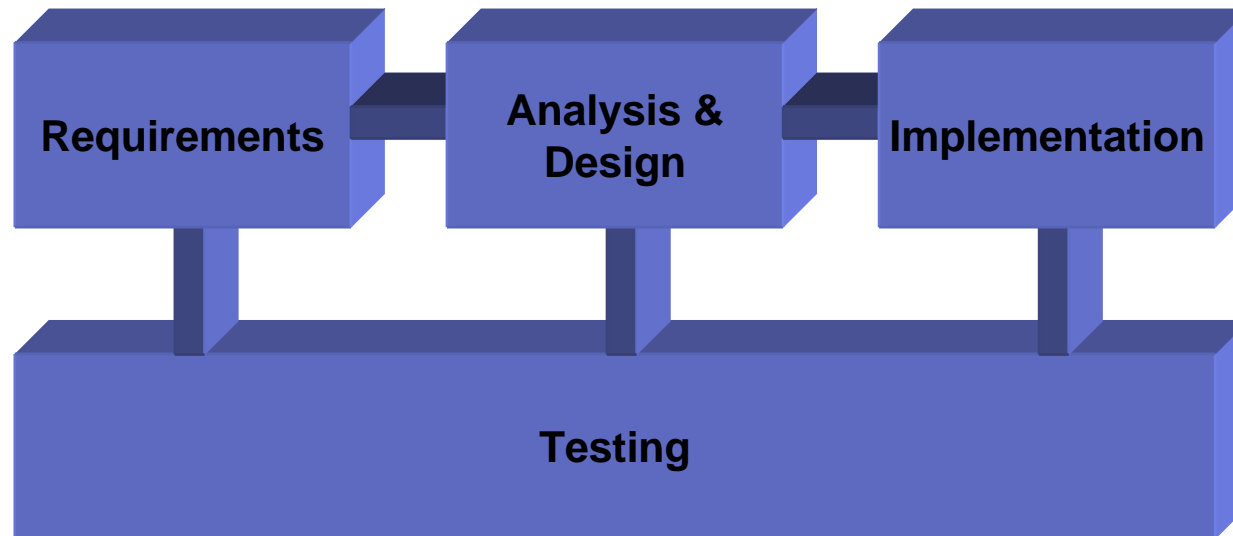 Requirements
Analysis &
Design
Implementation
Testing